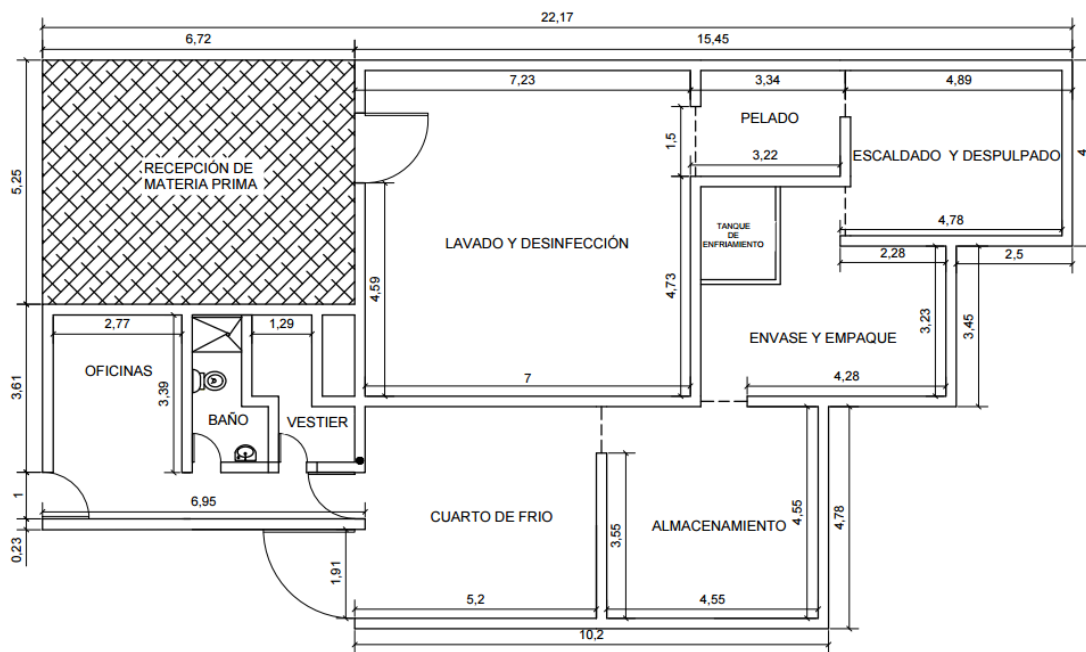 22,17
6,72
15,45
7,23
3,34
4,89
PELADO
1,5
4
3,22
ESCALDADO Y DESPULPADO
RECEPCIÓN DE
MATERIA PRIMA
5,25
4,78
TANQUE
DE
ENFRIAMIENTO
LAVADO Y DESINFECCIÓN
2,28
2,5
4,59
4,73
3,23
3,45
2,77
1,29
ENVASE Y EMPAQUE
3,61
OFICINAS
3,39
7
4,28
BAÑO
VESTIER
1
6,95
CUARTO DE FRIO
ALMACENAMIENTO
3,55
4,55
4,78
0,23
1,91
5,2
4,55
10,2